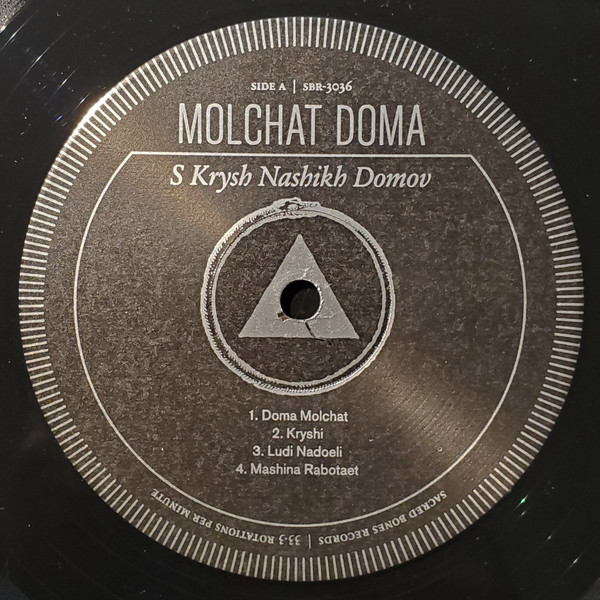 SIDE A | SBR-3036
MOLCHAT DOMA
S Krysh Nashikh Domov
1. Doma Molchat
2. Kryshi
3. Ludi Nadoeli
4. Mashina Rabotaet
SACRED BONES RECORDS | 33.3 ROTATIONS PER MINUTE